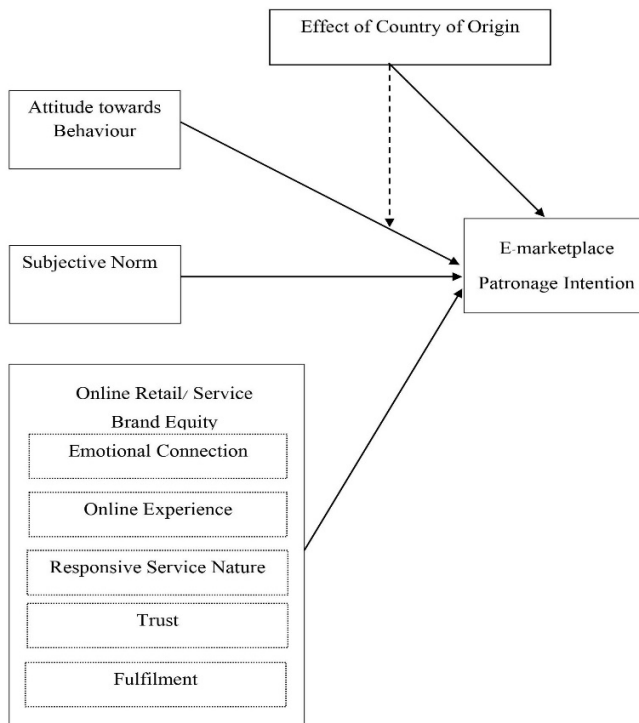 Effect of Country of Origin
Attitude towards
Behaviour
E-marketplace
Patronage Intention
Subjective Norm
Online Retail/ Service
Brand Equity
Emotional Connection
Online Experience
Responsive Service Nature
Trust
Fulfilment